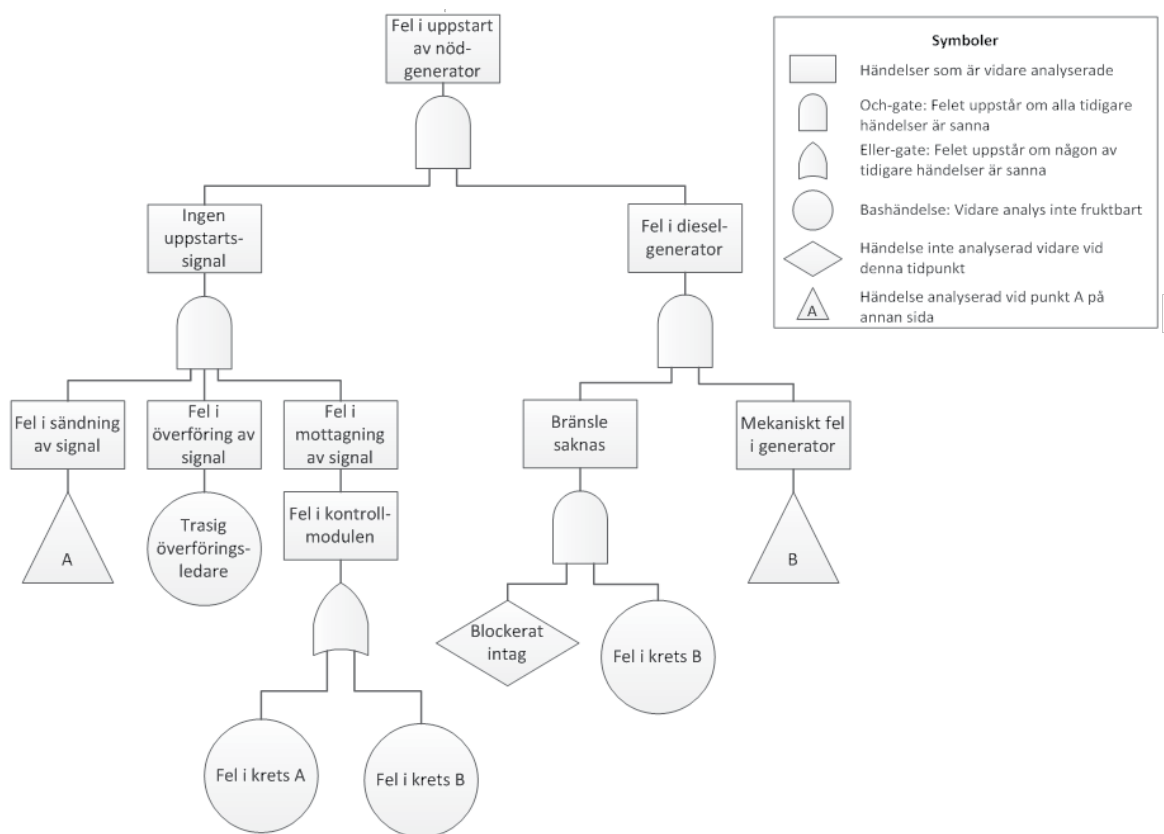 Fel i uppstart
av nöd-
generator
Symboler
Händelser som är vidare analyserade
Och-gate: Felet uppstår om alla tidigare
händelser är sanna
Eller-gate: Felet uppstår om någon av
tidigare händelser är sanna
Bashändelse: Vidare analys inte fruktbart
Händelse inte analyserad vidare vid
denna tidpunkt
A
Händelse analyserad vid punkt A på
annan sida
Ingen
uppstarts-
signal
Fel i diesel-
generator
Fel i sändning
av signal
Fel i
överföring av
signal
Fel i
mottagning
av signal
Bränsle
saknas
Mekaniskt fel
i generator
A
Trasig
överförings-
ledare
Fel i kontroll-
modulen
B
Blockerat
intag
Fel i krets B
Fel i krets A
Fel i krets B